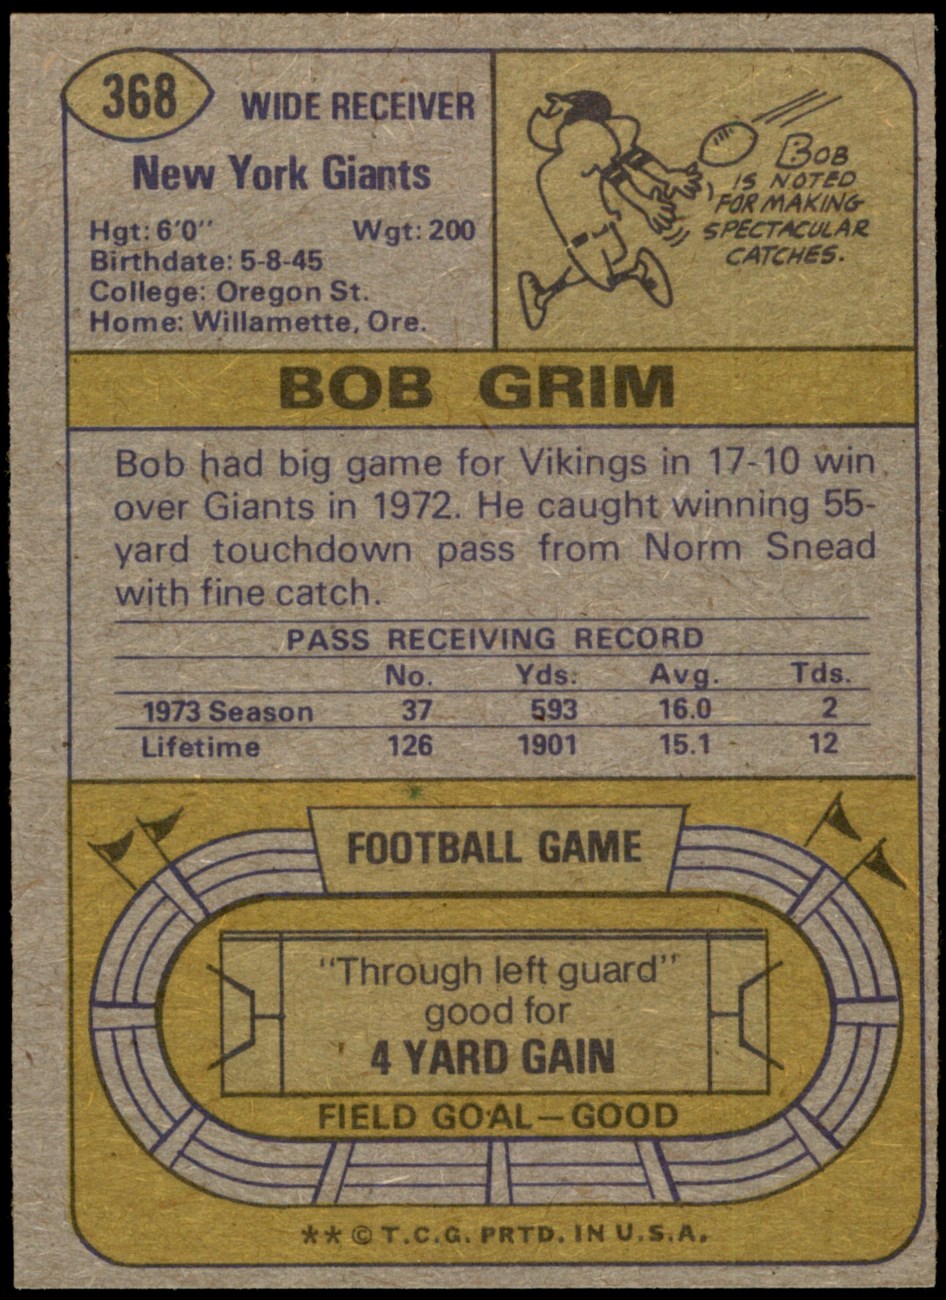 368
WIDE RECEIVER
New York Giants
Hgt: 6'0" Wgt: 200
Birthdate: 5-8-45
College: Oregon St.
Home: Willamette, Ore.
BOB
IS NOTED
FOR MAKING
SPECTACULAR
CATCHES.
BOB GRIM
Bob had big game for Vikings in 17-10 win
over Giants in 1972. He caught winning 55-
yard touchdown pass from Norm Snead
with fine catch.
PASS RECEIVING RECORD
No. Yds. Avg. Tds.
1973 Season 37 593 16.0 2
Lifetime 126 1901 15.1 12
FOOTBALL GAME
"Through left guard"
good for
4 YARD GAIN
FIELD GOAL—GOOD
** © T.C.G. PRTD. IN U.S.A.